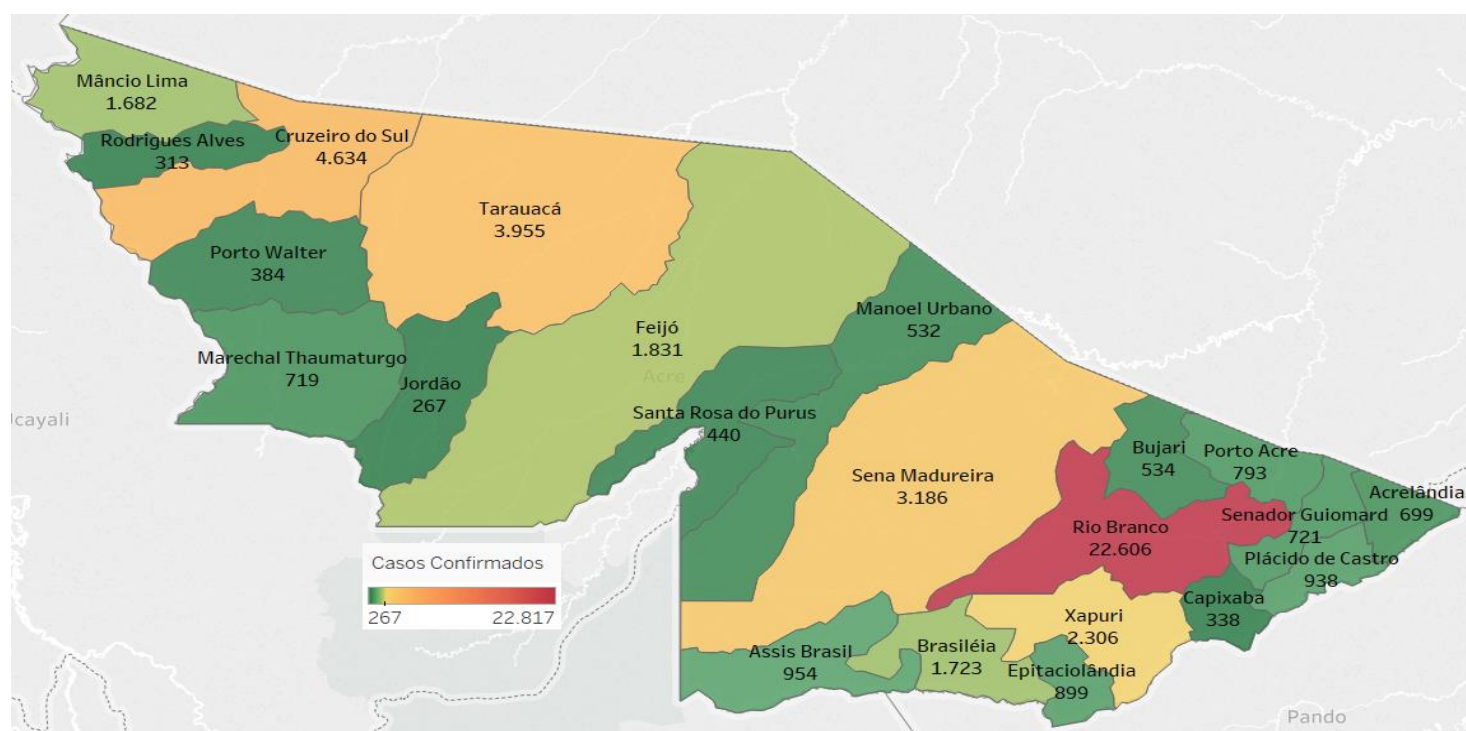 Mâncio Lima
1.682
Rodrigues Alves
313
Cruzeiro do Sul
4.634
Tarauacá
3.955
Porto Walter
384
Marechal Thaumaturgo
719
Jordão
267
Feijó
1.831
Acre
Manoel Urbano
532
Santa Rosa do Purus
440
Sena Madureira
3.186
Bujari
534
Porto Acre
793
Acrelândia
699
Senador Guiomard
721
Rio Branco
22.606
Plácido de Castro
938
Capixaba
338
Xapuri
2.306
Assis Brasil
954
Brasiléia
1.723
Epitaciolândia
899
Ucayali
Pando
Casos Confirmados
267
22.817